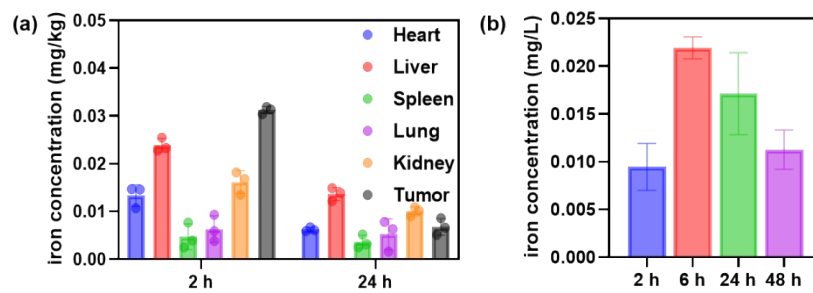 (a)
iron concentration (mg/kg)
0.05
0.04
0.03
0.02
0.01
0.00
2 h
24 h
Heart
Liver
Spleen
Lung
Kidney
Tumor
(b)
iron concentration (mg/L)
0.025
0.020
0.015
0.010
0.005
0.000
2 h 6 h 24 h 48 h